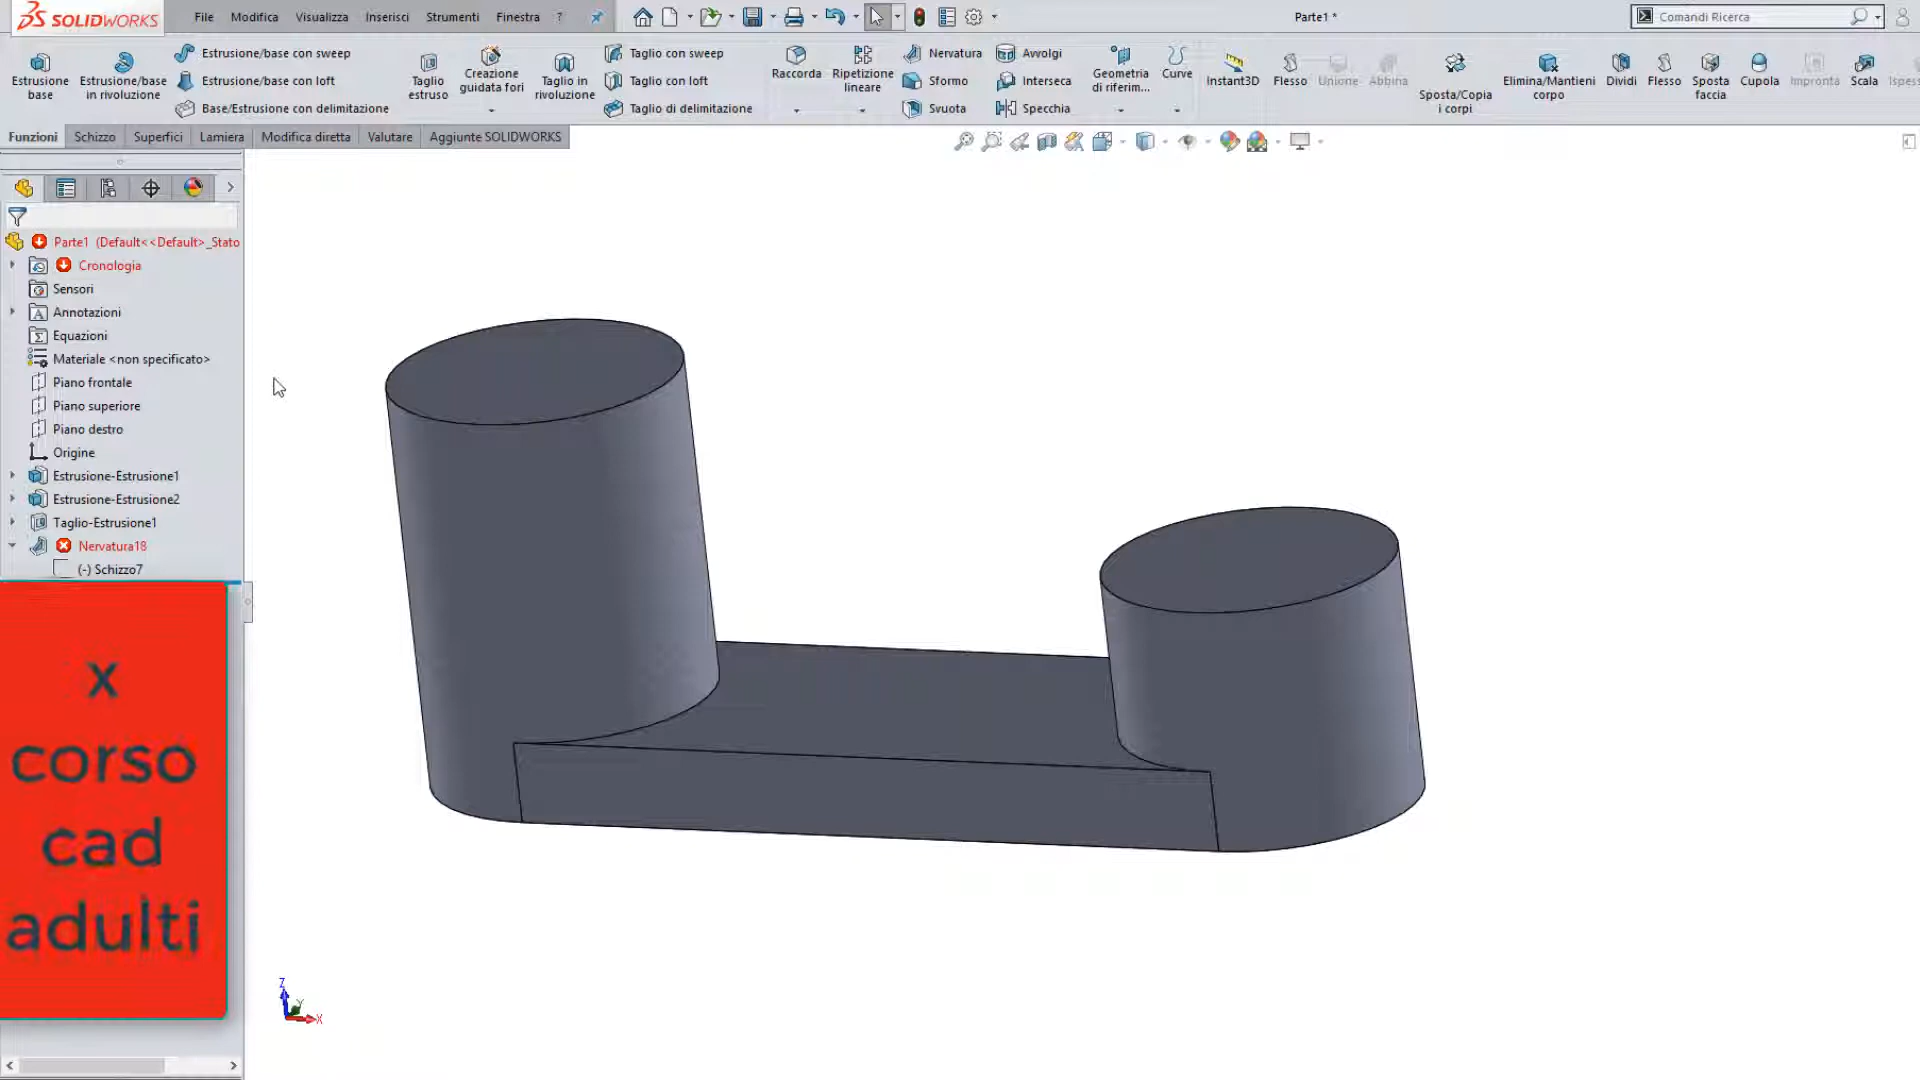 SOLIDWORKS File Modifica Visualizza Inserisci Strumenti Finestra ? Parte1 * Comandi Ricerca
Estrusione base
Estrusione/base in rivoluzione
Estrusione/base con sweep
Estrusione/base con loft
Base/Estrusione con delimitazione
Taglio estruso
Creazione guidata fori
Taglio in rivoluzione
Taglio con sweep
Taglio con loft
Taglio di delimitazione
Raccorda
Ripetizione lineare
Nervatura
Sformo
Svuota
Avvolgi
Interseca
Specchia
Geometria di riferim...
Curve
Instant3D
Flesso
Unione
Abbina
Sposta/Copia i corpi
Elimina/Mantieni corpo
Dividi
Flesso
Sposta faccia
Cupola
Impronta
Scala
Ispess
Funzioni Schizzo Superfici Lamiera Modifica diretta Valutare Aggiunte SOLIDWORKS
Parte1 (Default<<Default>_Stato
Cronologia
Sensori
Annotazioni
Equazioni
Materiale <non specificato>
Piano frontale
Piano superiore
Piano destro
Origine
Estrusione-Estrusione1
Estrusione-Estrusione2
Taglio-Estrusione1
Nervatura18
(-) Schizzo7
x
corso
cad
adulti
Z
Y
X